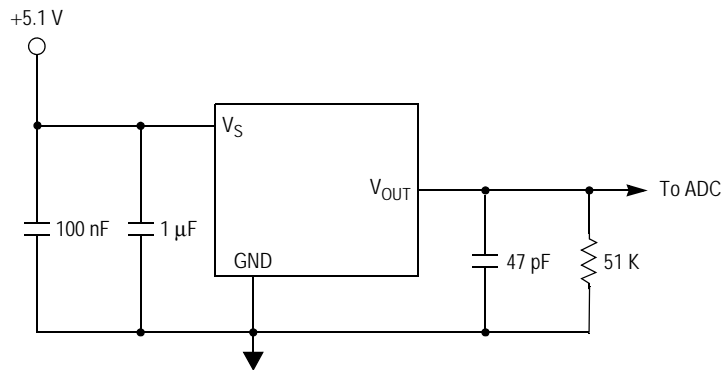 +5.1 V
V_S
V_OUT
To ADC
100 nF
1 μF
GND
47 pF
51 K